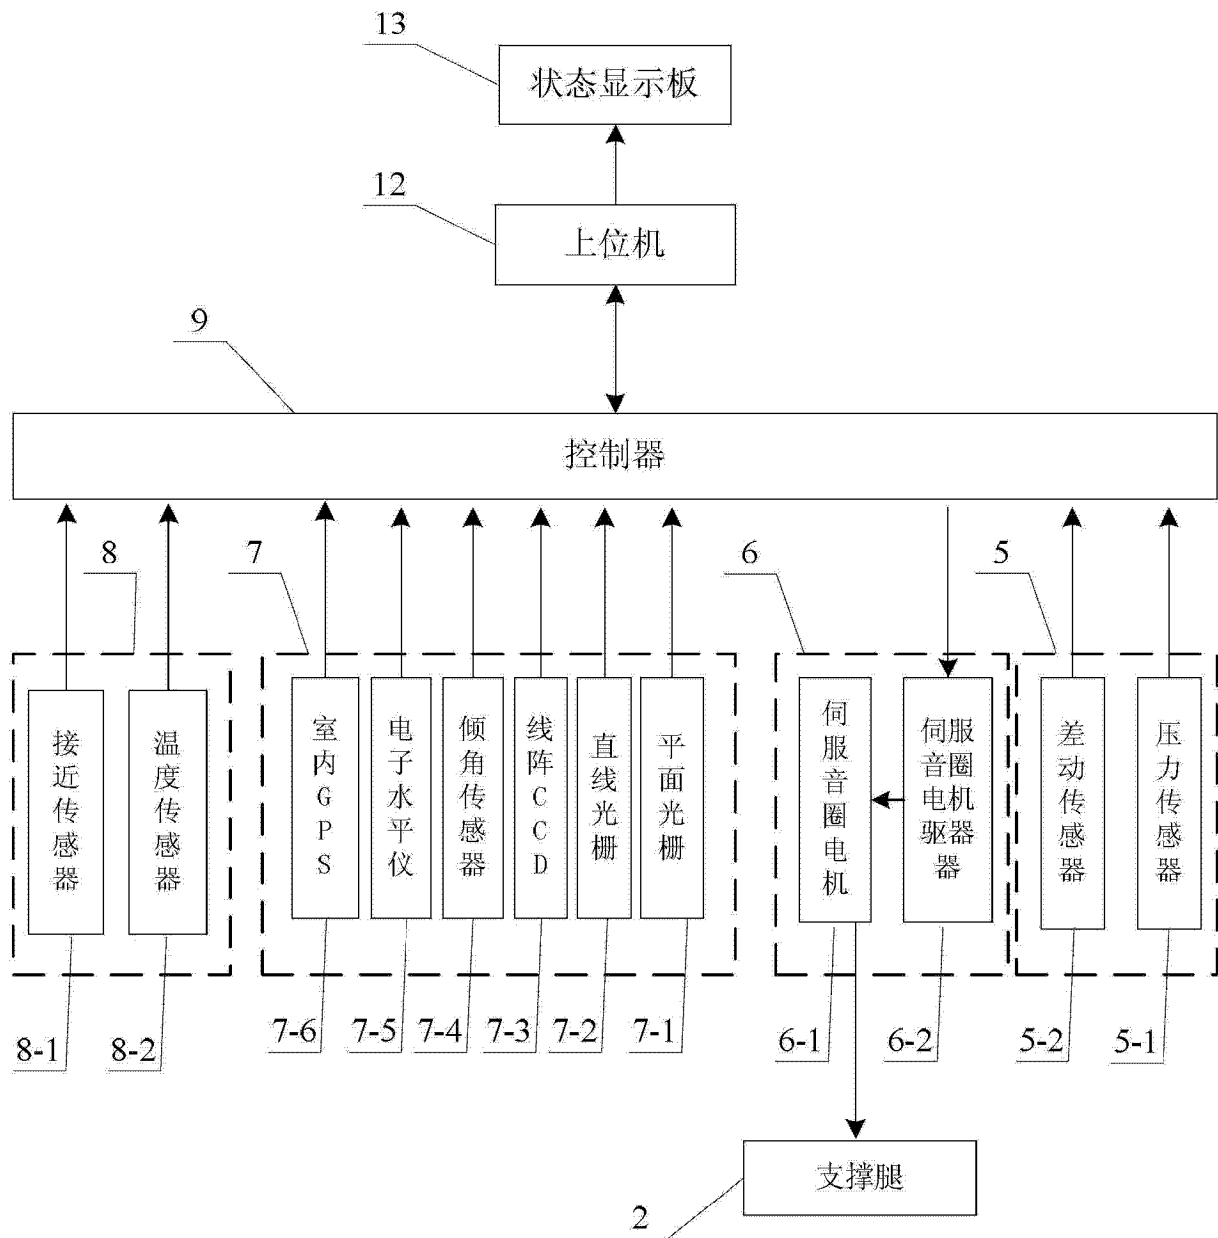 13
状态显示板
12
上位机
9
控制器
8
7
6
5
接近传感器
温度传感器
室内GPS
电子水平仪
倾角传感器
线阵CCD
直线光栅
平面光栅
伺服音圈电机
伺服
音圈
电机
驱器
器
差动传感器
压力传感器
8-1
8-2
7-6
7-5
7-4
7-3
7-2
7-1
6-1
6-2
5-2
5-1
支撑腿
2